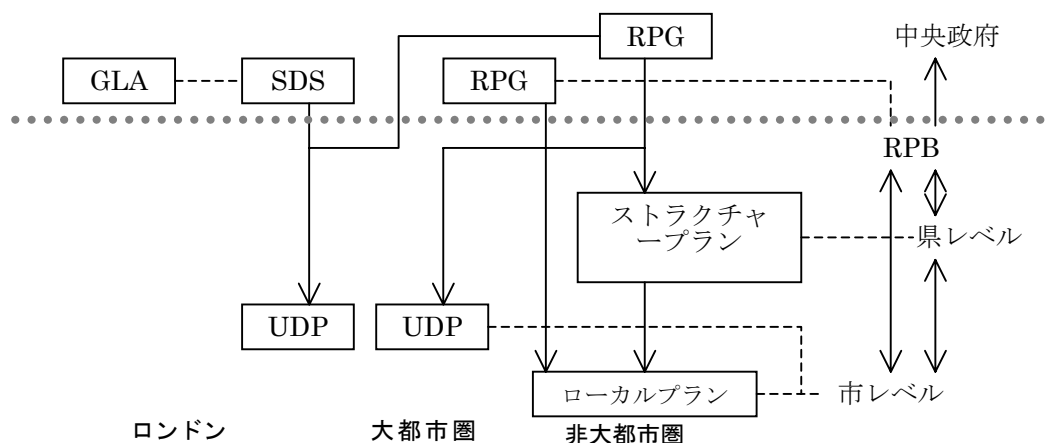 RPG
中央政府
GLA
SDS
RPG
RPB
ストラクチャ
ープラン
県レベル
UDP
UDP
ローカルプラン
市レベル
ロンドン
大都市圏
非大都市圏